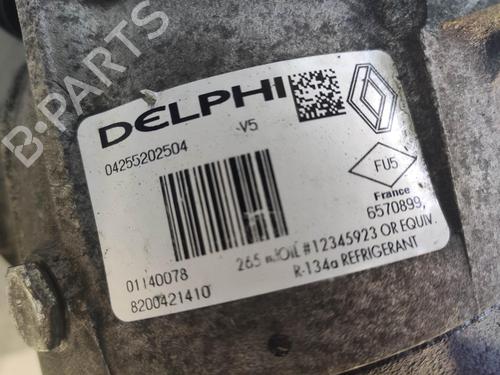 DELPHI
V5
04255202504
FU5
France
6570899
265 ml OIL #12345923 OR EQUIV.
R-134a REFRIGERANT
01140078
8200421410
B-PARTS